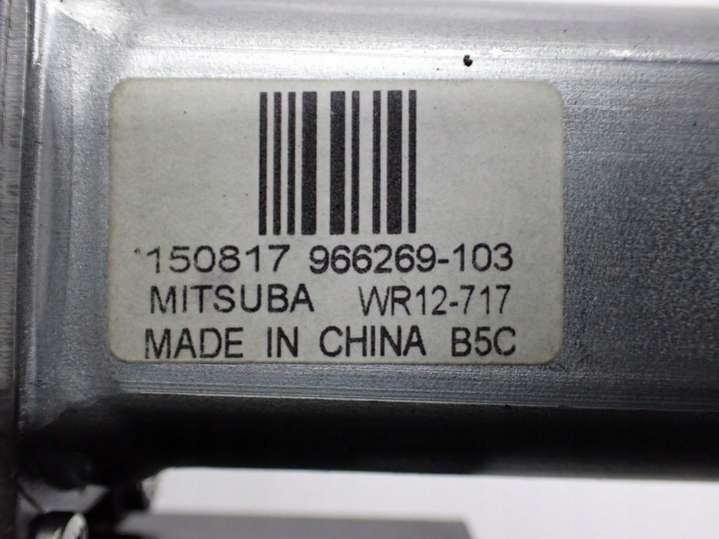 150817 966269-103
MITSUBA WR12-717
MADE IN CHINA B5C